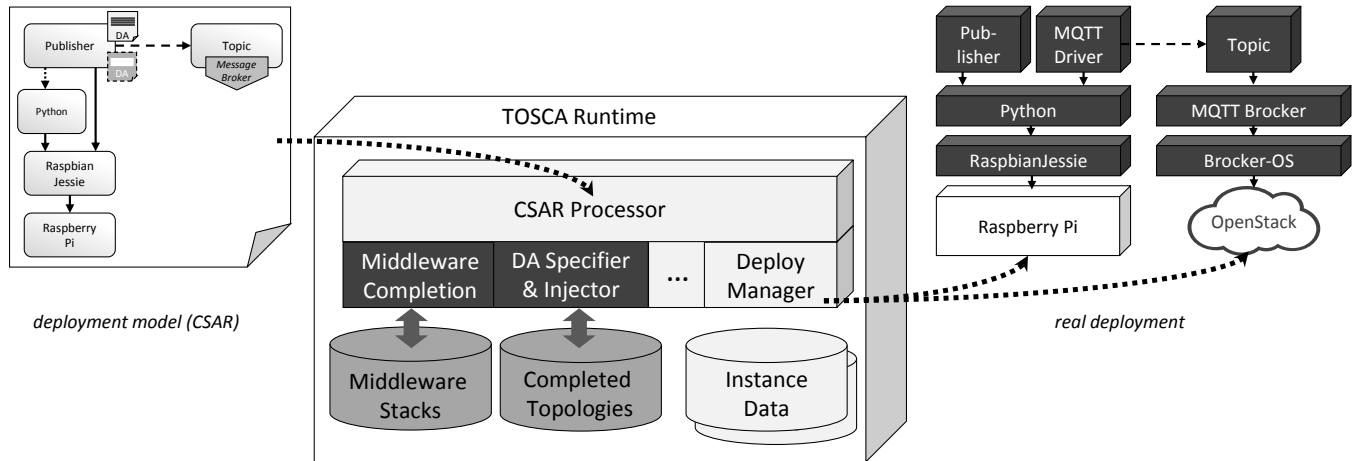 DA
Publisher
DA
Topic
Message
Broker
Python
Raspbian
Jessie
Raspberry
Pi
deployment model (CSAR)
TOSCA Runtime
CSAR Processor
Middleware
Completion
DA Specifier
& Injector
...
Deploy
Manager
Middleware
Stacks
Completed
Topologies
Instance
Data
Pub-
lisher
MQTT
Driver
Topic
Python
MQTT Brocker
RaspbianJessie
Brocker-OS
Raspberry Pi
OpenStack
real deployment